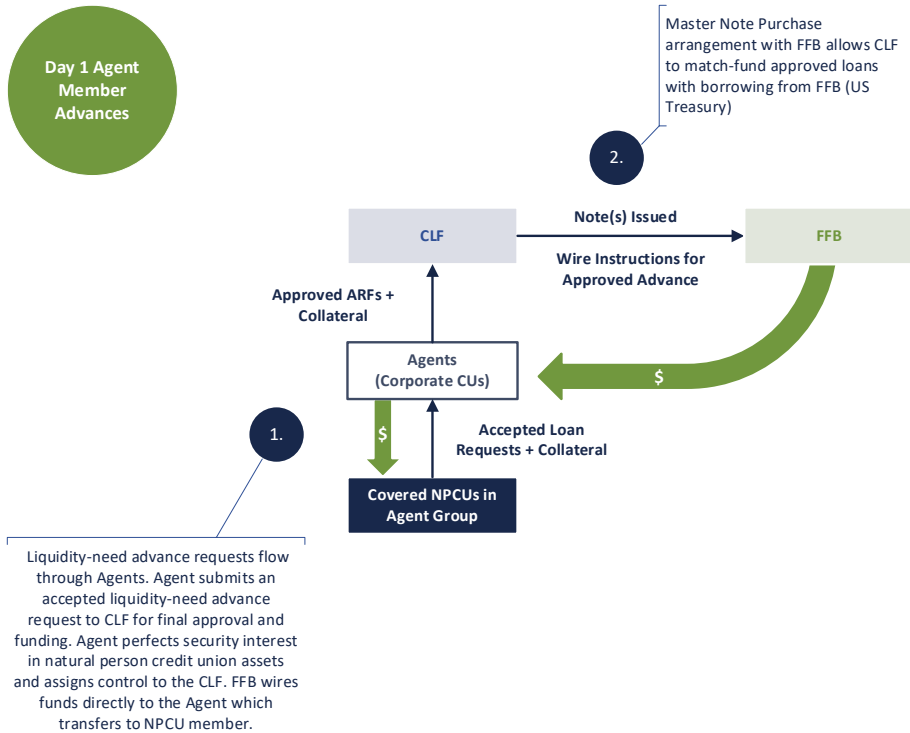 Day 1 Agent
Member
Advances
Master Note Purchase
arrangement with FFB allows CLF
to match-fund approved loans
with borrowing from FFB (US
Treasury)
2.
CLF
Note(s) Issued
Wire Instructions for
Approved Advance
FFB
Approved ARFs +
Collateral
Agents
(Corporate CUs)
$
1.
$
Accepted Loan
Requests + Collateral
Covered NPCUs in
Agent Group
Liquidity-need advance requests flow
through Agents. Agent submits an
accepted liquidity-need advance
request to CLF for final approval and
funding. Agent perfects security interest
in natural person credit union assets
and assigns control to the CLF. FFB wires
funds directly to the Agent which
transfers to NPCU member.